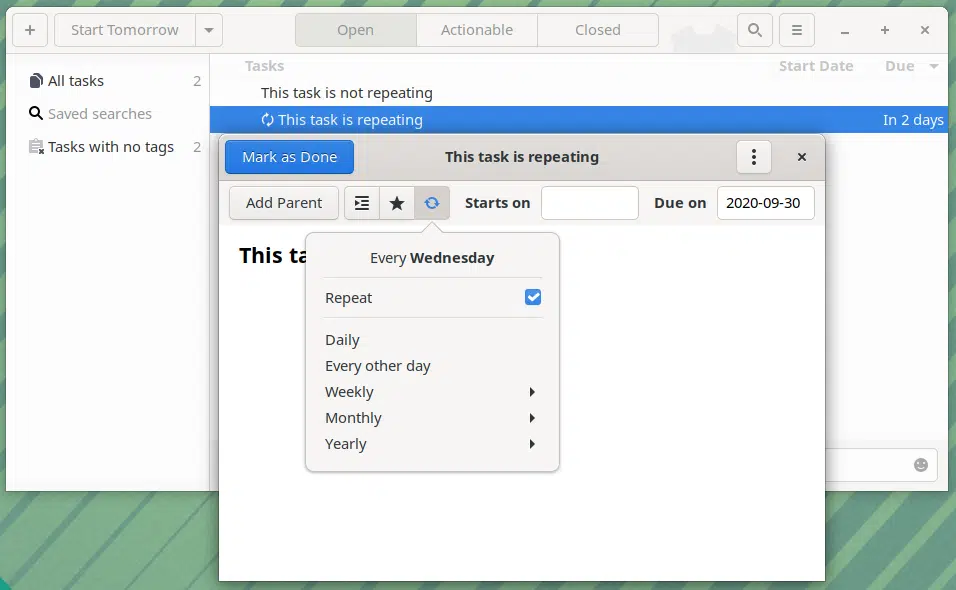 Start Tomorrow Open Actionable Closed
All tasks 2
Saved searches
Tasks with no tags 2
Tasks Start Date Due
This task is not repeating
This task is repeating In 2 days
Mark as Done This task is repeating
Add Parent Starts on Due on 2020-09-30
This ta
Every Wednesday
Repeat
Daily
Every other day
Weekly
Monthly
Yearly